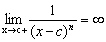 lim_{x→c+} 1/(x−c)^n = ∞